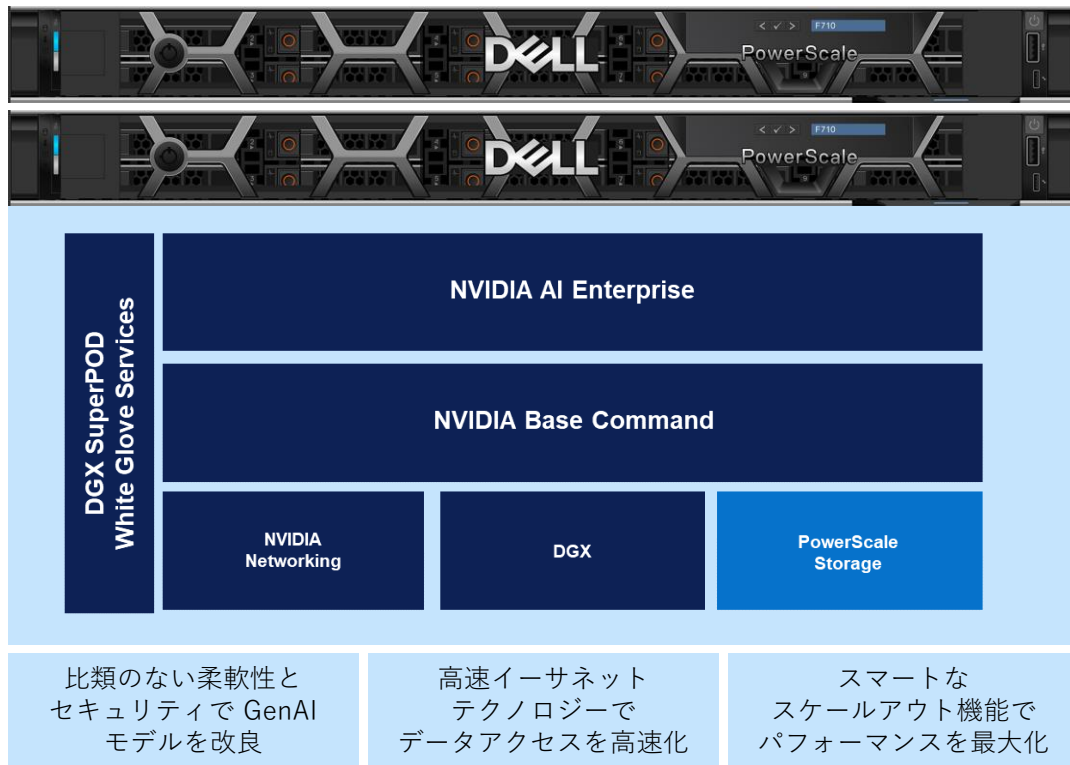 F710
DELL
PowerScale
F710
DELL
PowerScale
DGX SuperPOD
White Glove Services
NVIDIA AI Enterprise
NVIDIA Base Command
NVIDIA
Networking
DGX
PowerScale
Storage
比類のない柔軟性と
セキュリティで GenAI
モデルを改良
高速イーサネット
テクノロジーで
データアクセスを高速化
スマートな
スケールアウト機能で
パフォーマンスを最大化